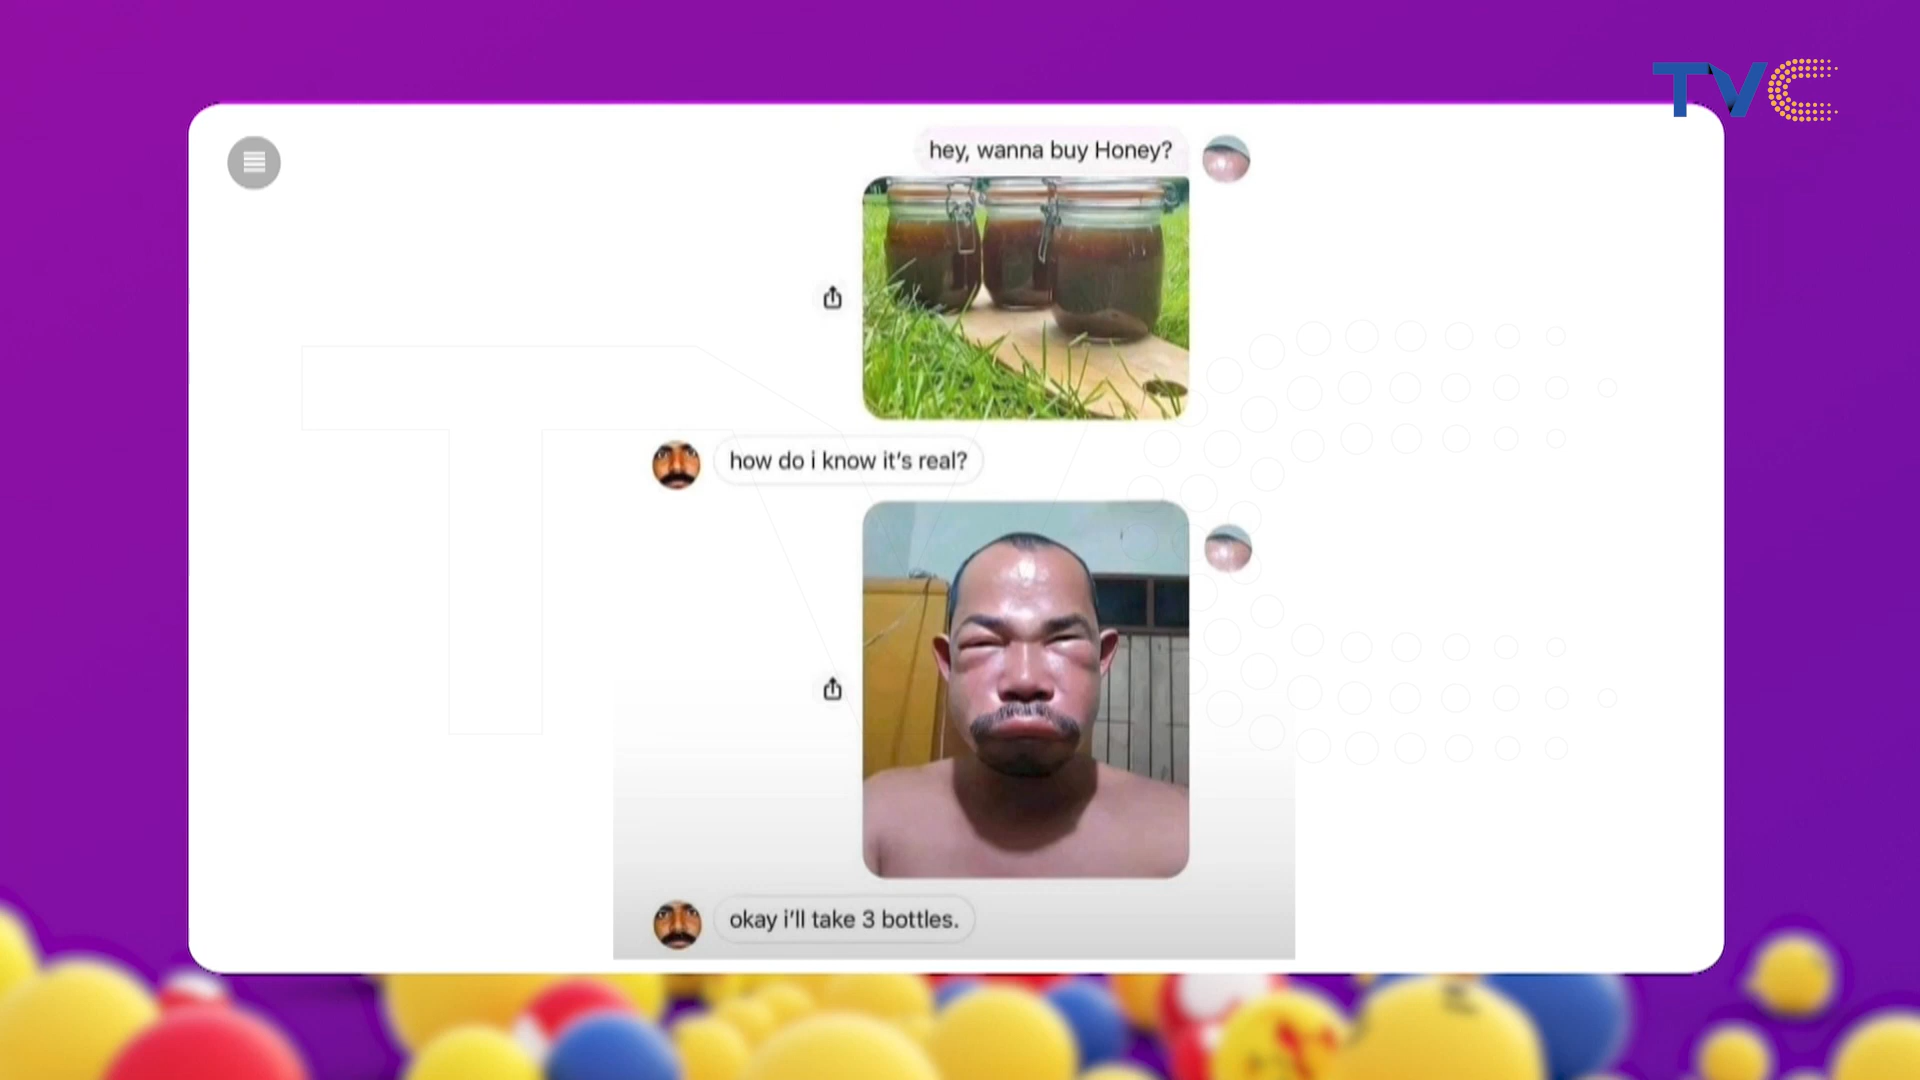 TVC
hey, wanna buy Honey?
how do i know it's real?
okay i'll take 3 bottles.